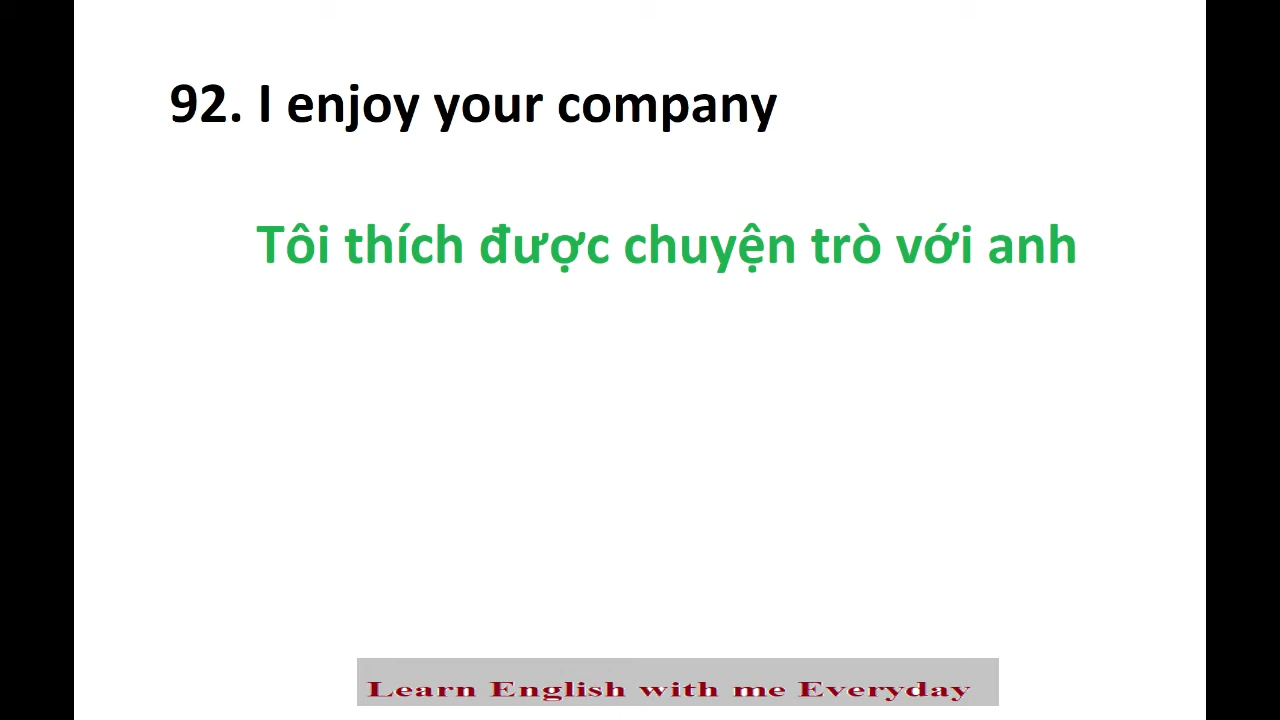 92. I enjoy your company
Tôi thích được chuyện trò với anh
Learn English with me Everyday